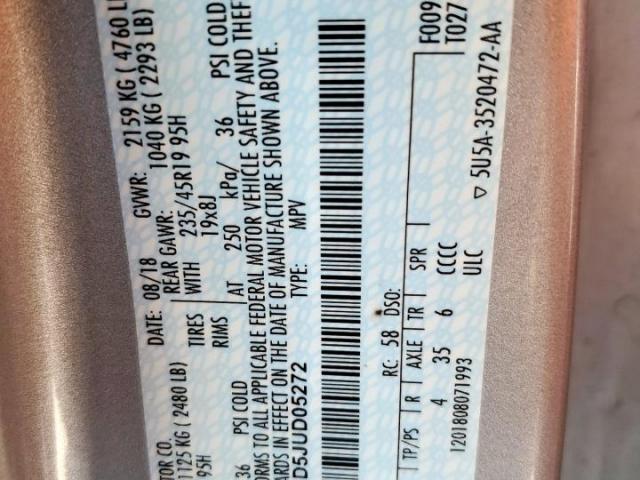 DATE: 08/18 GVWR: 2159 KG ( 4760 L
REAR GAWR: 1040 KG ( 2293 LB)
TOR CO.
1125 KG ( 2480 LB) TIRES WITH 235/45R19 95H
95H RIMS 19x8J
36 PSI COLD AT 250 kPa/ 36 PSI COLD
ORMS TO ALL APPLICABLE FEDERAL MOTOR VEHICLE SAFETY AND THEF
ARDS IN EFFECT ON THE DATE OF MANUFACTURE SHOWN ABOVE.
D5JUD05272 TYPE: MPV
F009
T027
RC: 58 DSO:
TP/PS R AXLE TR SPR
4 35 6 CCCC
1201808071993 ULC
5U5A-3520472-AA